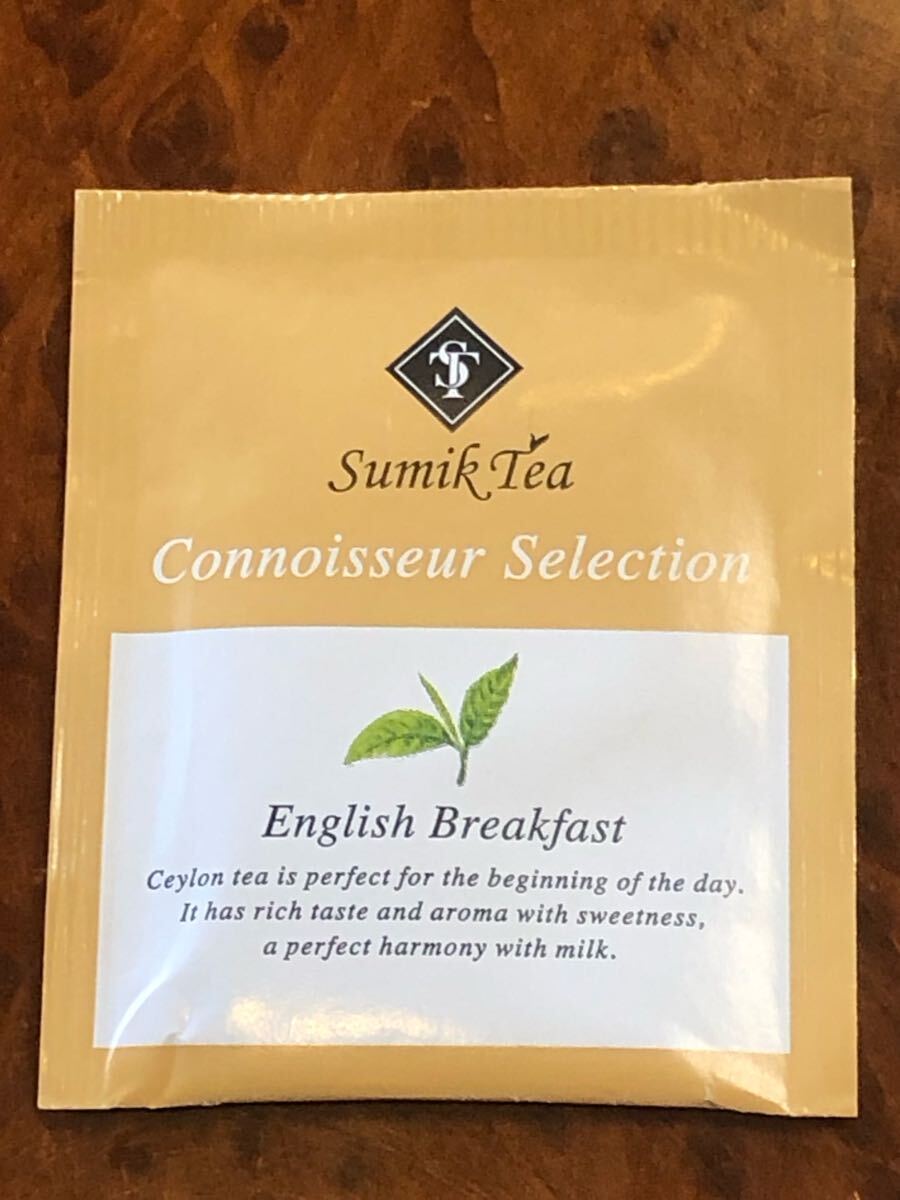 ST
Sumik Tea
Connoisseur Selection
English Breakfast
Ceylon tea is perfect for the beginning of the day.
It has rich taste and aroma with sweetness,
a perfect harmony with milk.